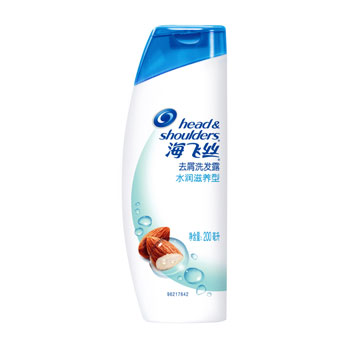 head &
shoulders
海飞丝
去屑洗发露
水润滋养型
净含量: 200毫升
86217642